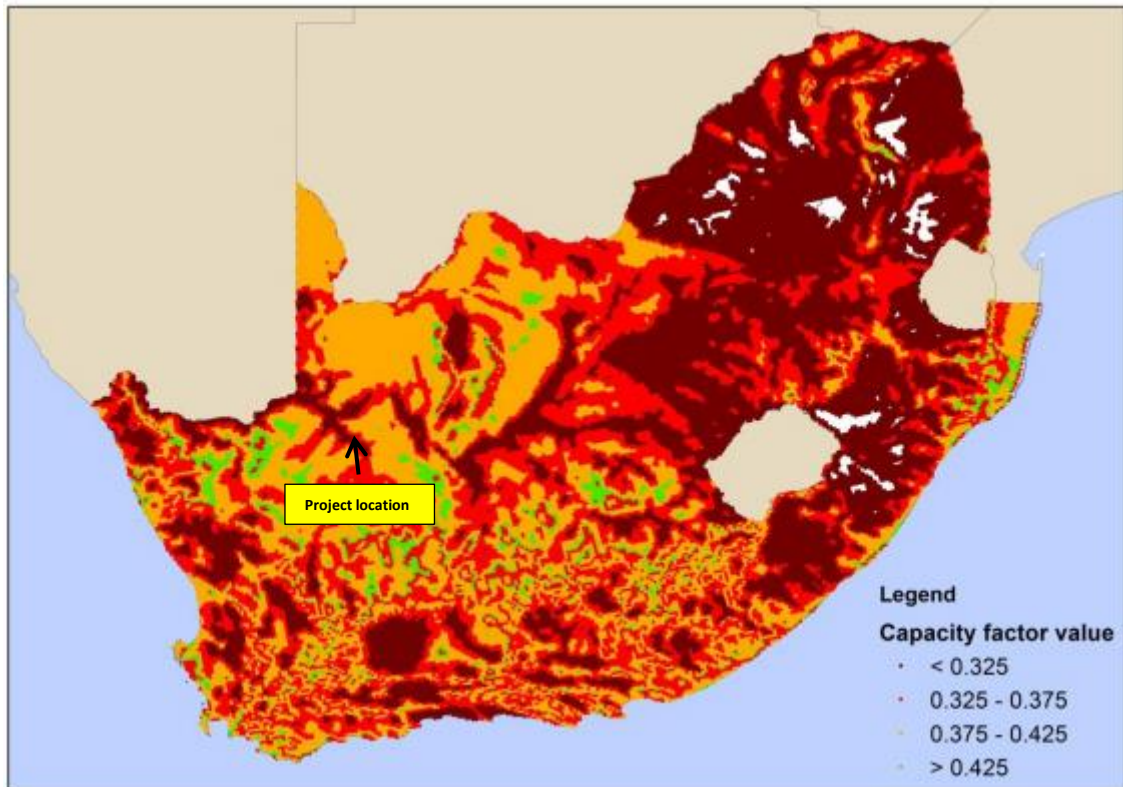 Project location
Legend
Capacity factor value
< 0.325
0.325 - 0.375
0.375 - 0.425
> 0.425